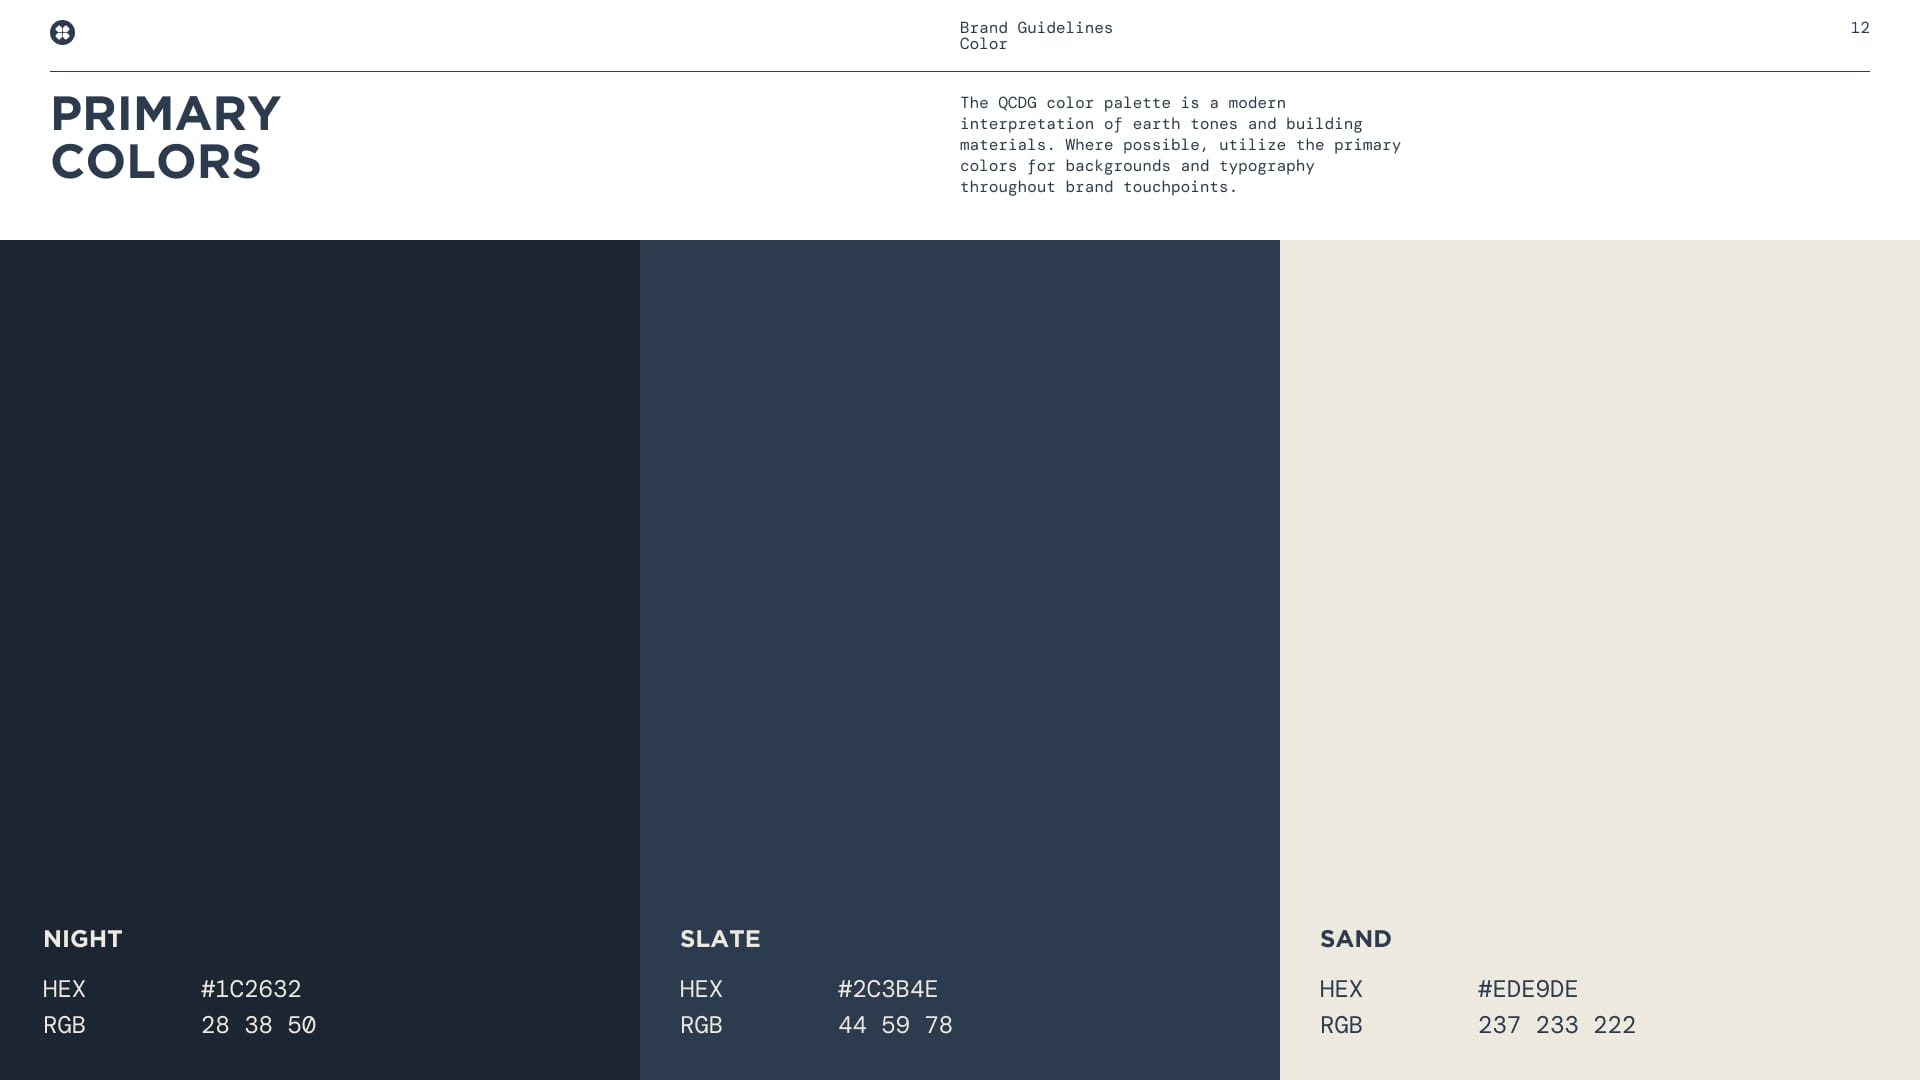 Brand Guidelines
Color
12
PRIMARY
COLORS
The QCDG color palette is a modern
interpretation of earth tones and building
materials. Where possible, utilize the primary
colors for backgrounds and typography
throughout brand touchpoints.
NIGHT
HEX #1C2632
RGB 28 38 50
SLATE
HEX #2C3B4E
RGB 44 59 78
SAND
HEX #EDE9DE
RGB 237 233 222